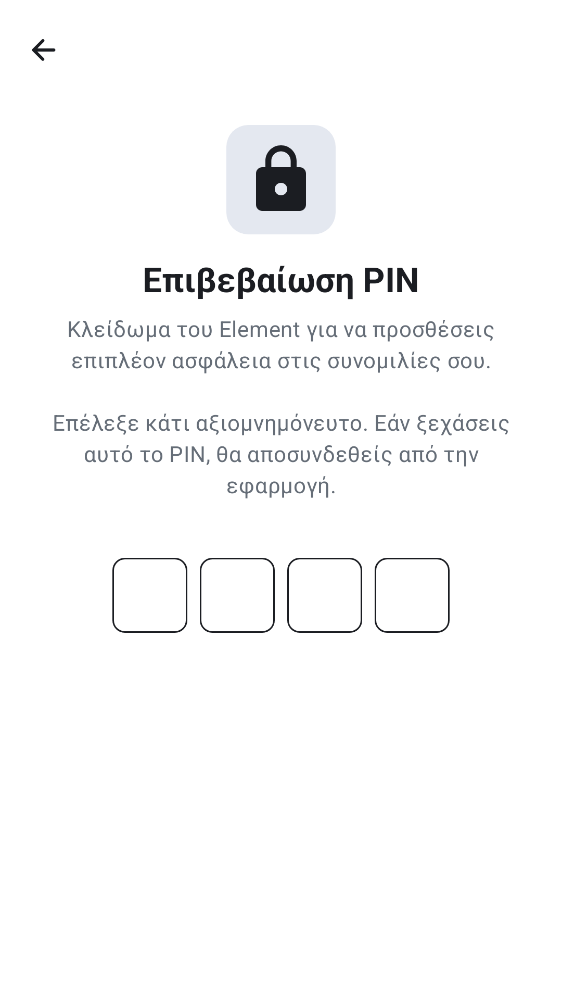 Επιβεβαίωση PIN
Κλείδωμα του Element για να προσθέσεις
επιπλέον ασφάλεια στις συνομιλίες σου.
Επέλεξε κάτι αξιομνημόνευτο. Εάν ξεχάσεις
αυτό το PIN, θα αποσυνδεθείς από την
εφαρμογή.